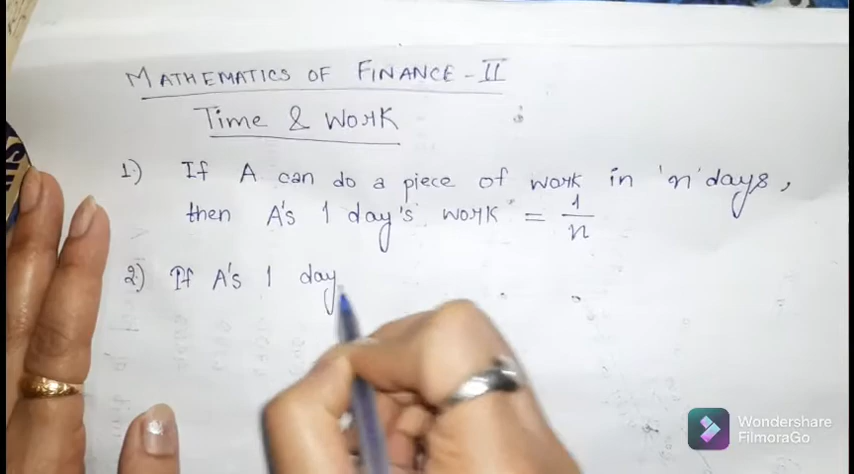 MATHEMATICS OF FINANCE - II
Time & Work
1.) If A can do a piece of work in 'n' days,
then A's 1 day's work = 1/n
2.) If A's 1 day
Wondershare
FilmoraGo